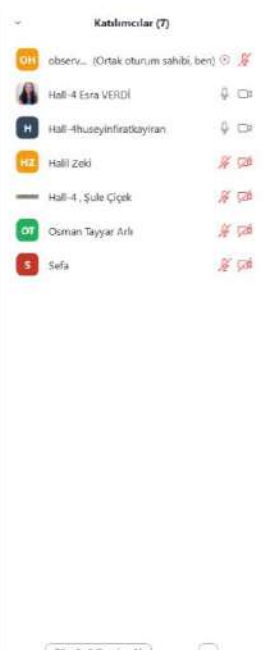 Katılımcılar (7)
OH observ... (Ortak oturum sahibi, ben)
Hall-4 Esra VERDİ
H Hall-4huseyinfiratkayiran
HZ Halil Zeki
Hall-4 , Şule Çiçek
OT Osman Tayyar Arlı
S Sefa